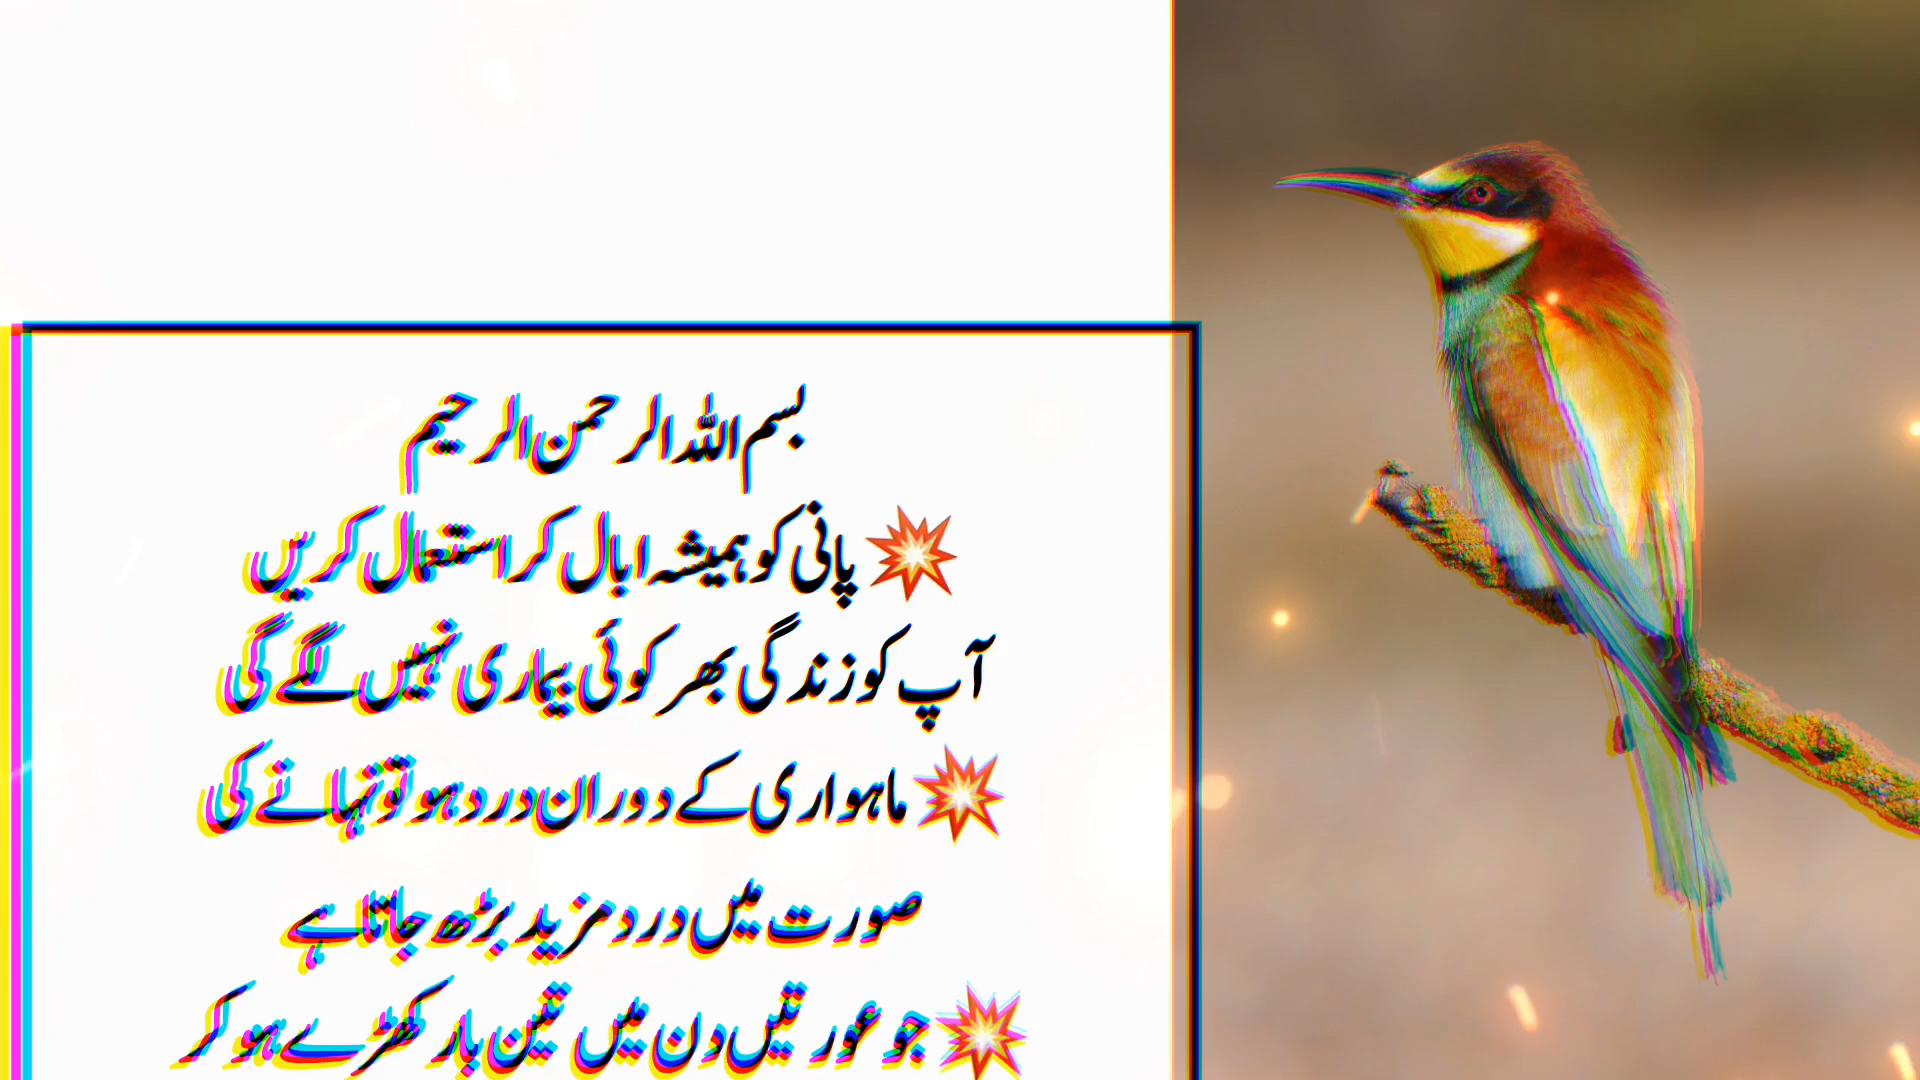 بسم اللہ الرحمن الرحیم
💥 پانی کو ہمیشہ ابال کر استعمال کریں
آپ کو زندگی بھر کوئی بیماری نہیں لگے گی
💥 ماہواری کے دوران درد ہو تو نہانے کی
صورت میں درد مزید بڑھ جاتا ہے
💥 جو عورتیں دن میں تین بار کھڑے ہو کر